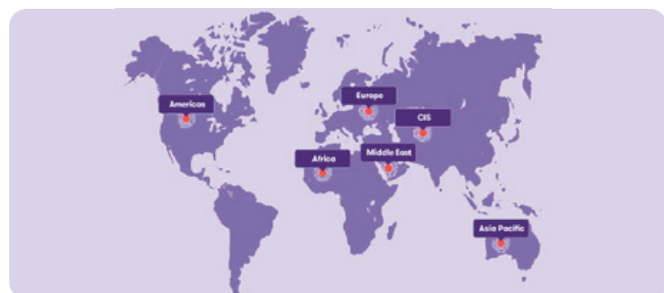 Americas
Europe
CIS
Africa
Middle East
Asia Pacific